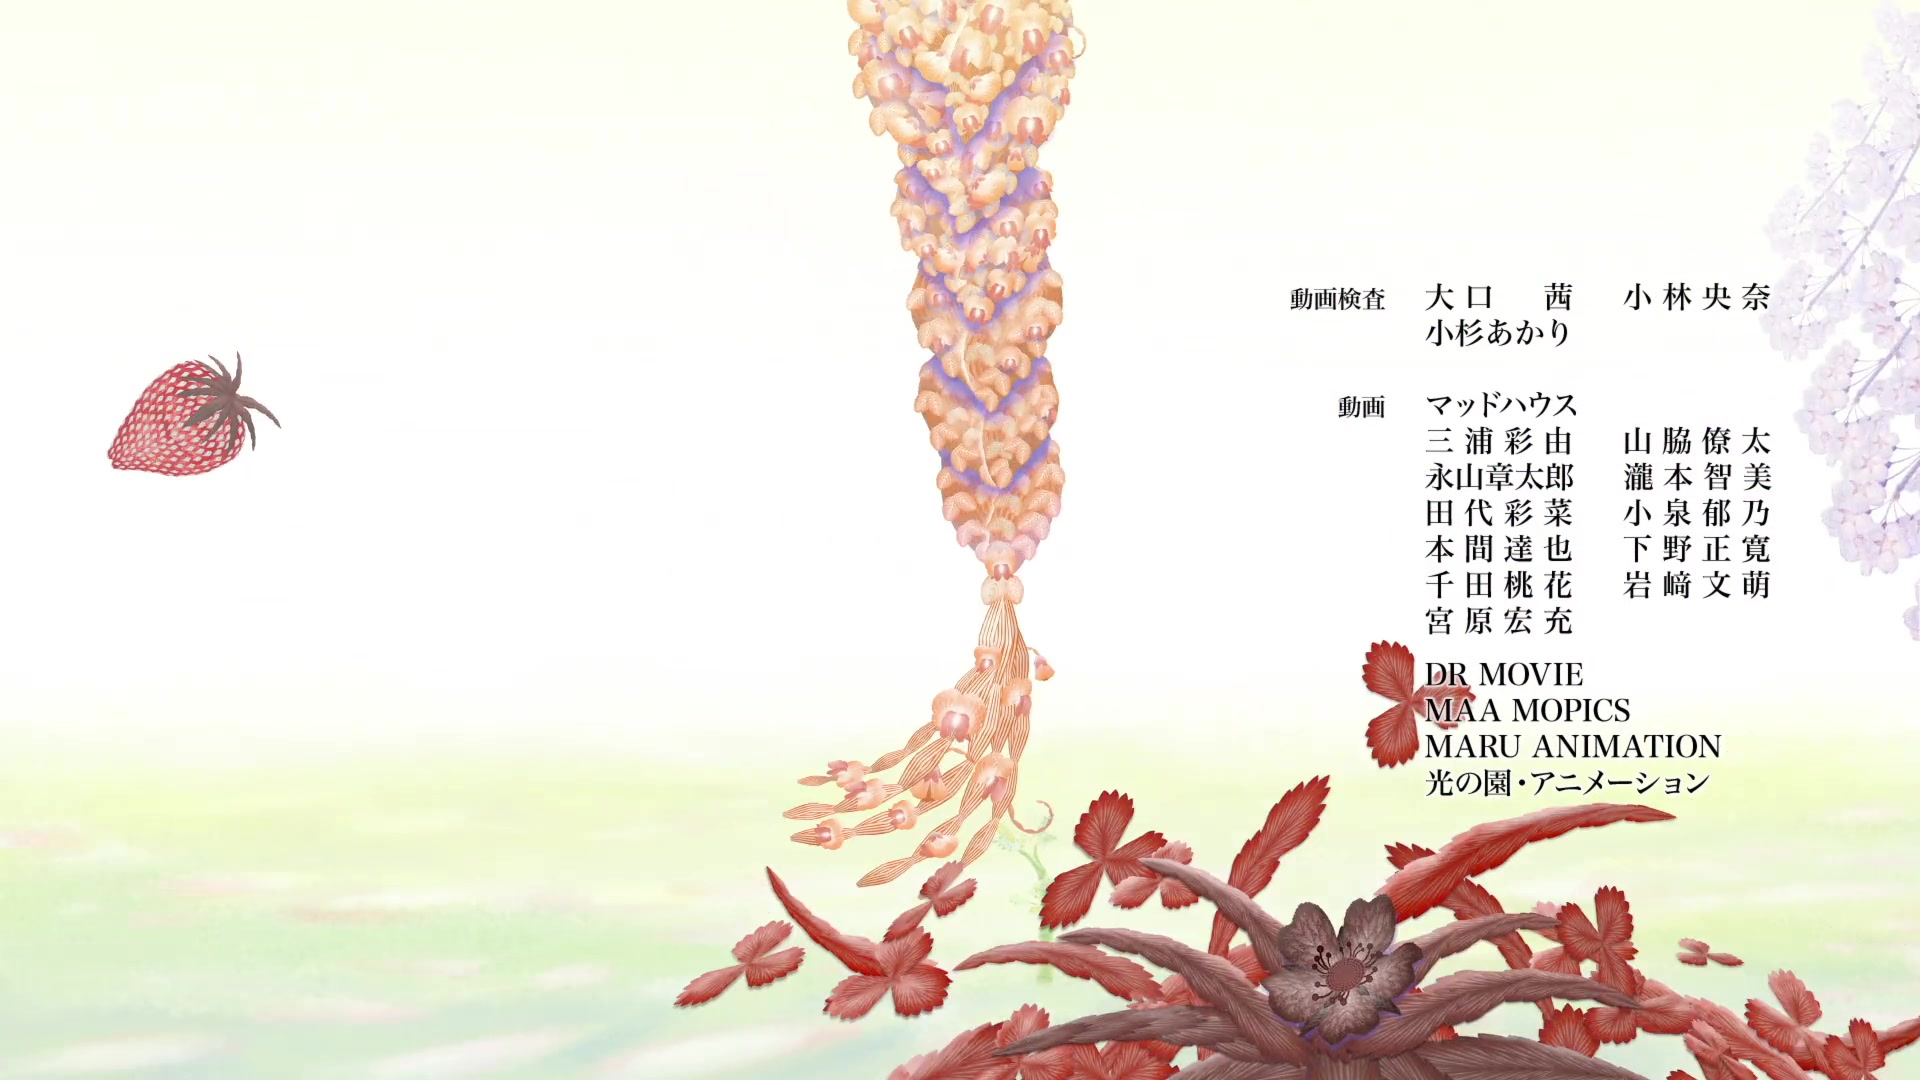 動画検査 大口 茜 小林央奈
小杉あかり
動画 マッドハウス
三浦彩由 山脇僚太
永山章太郎 瀧本智美
田代彩菜 小泉郁乃
本間達也 下野正寛
千田桃花 岩﨑文萌
宮原宏充
DR MOVIE
MAA MOPICS
MARU ANIMATION
光の園・アニメーション